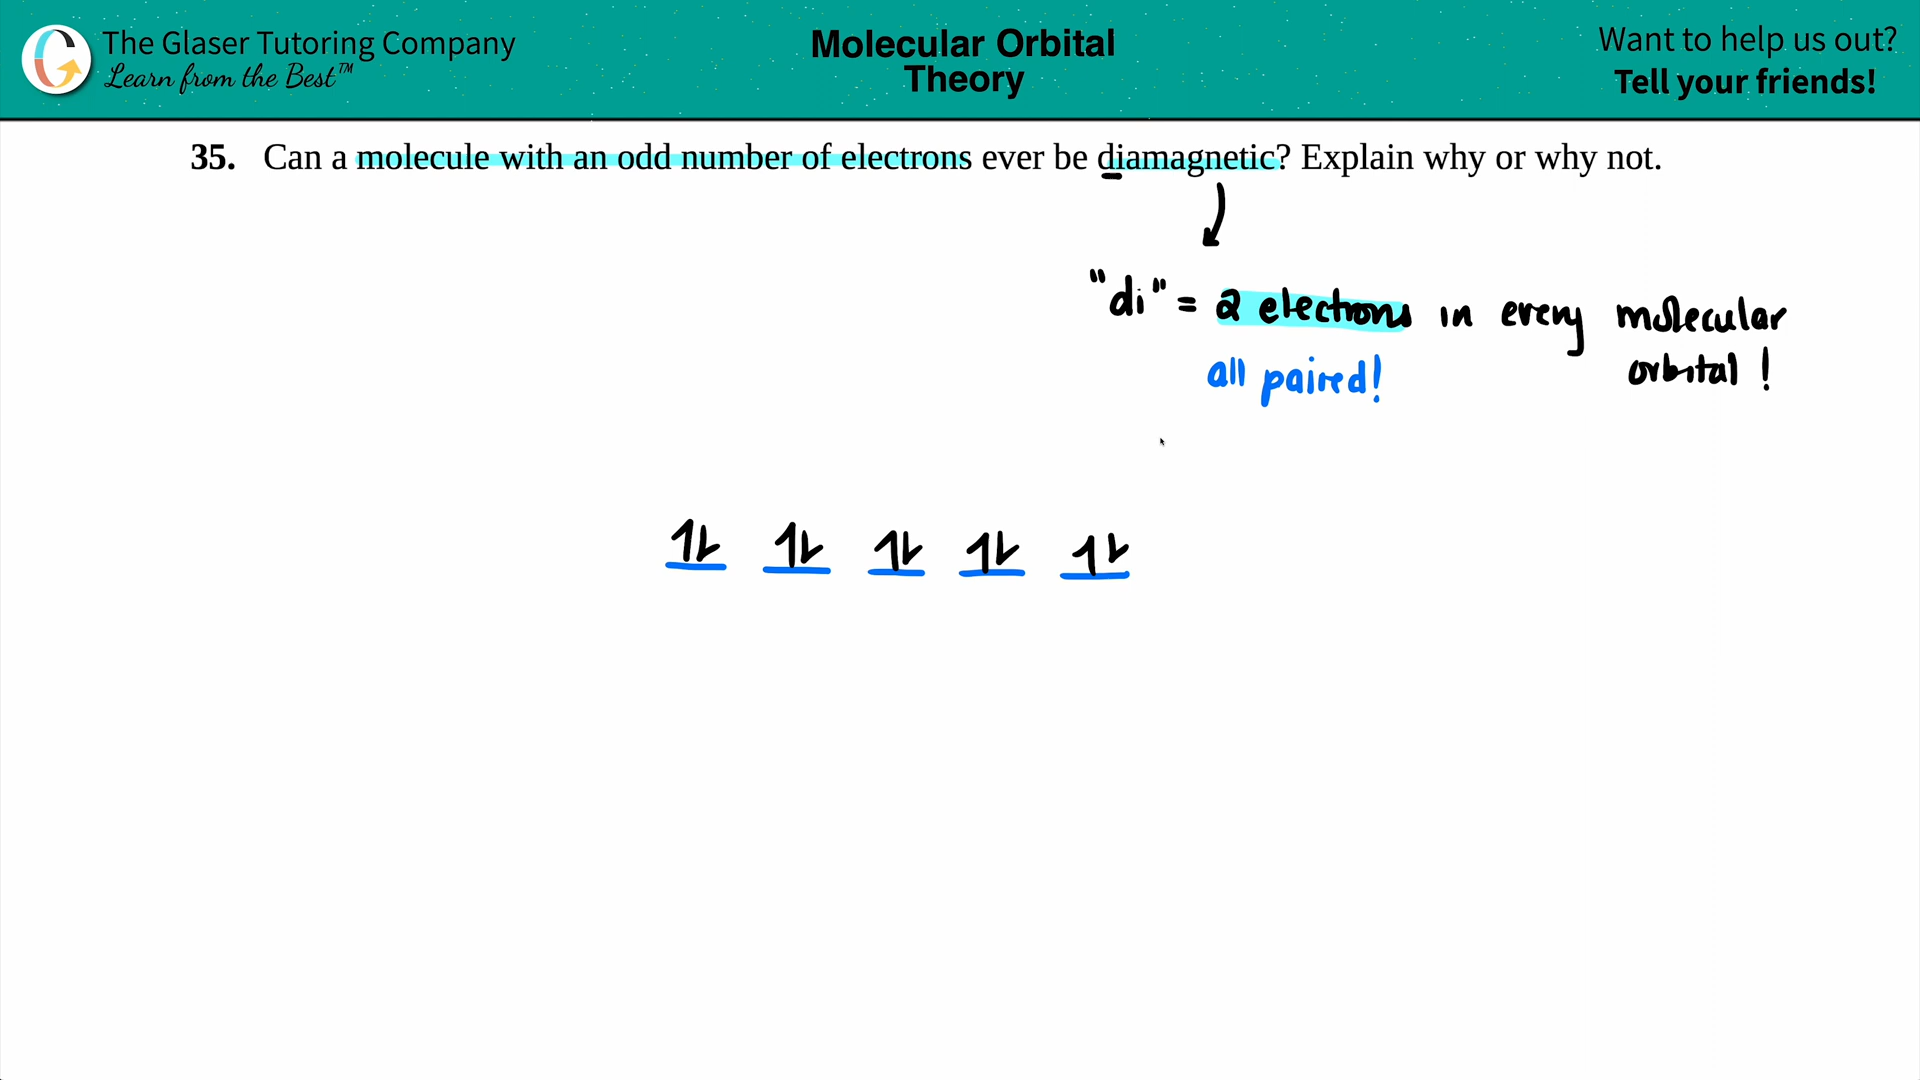 The Glaser Tutoring Company
Learn from the Best™
Molecular Orbital
Theory
Want to help us out?
Tell your friends!
35. Can a molecule with an odd number of electrons ever be diamagnetic? Explain why or why not.
"di" = 2 electrons in every molecular
orbital!
all paired!